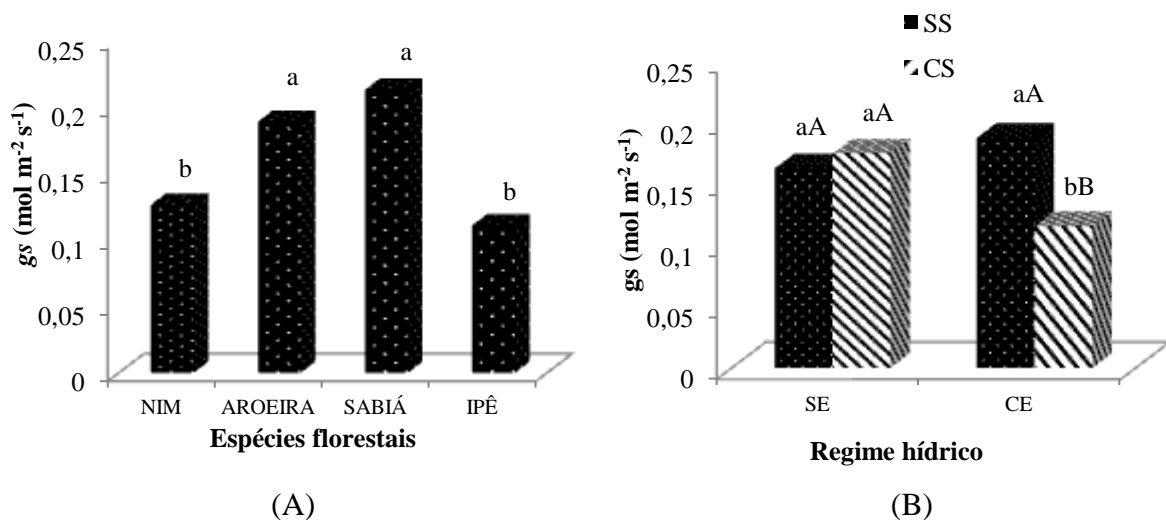 0,25
0,2
0,15
0,1
0,05
0
gs (mol m⁻² s⁻¹)
b
a
a
b
NIM AROEIRA SABIÁ IPÊ
Espécies florestais
(A)
SS
CS
0,25
0,2
0,15
0,1
0,05
0
gs (mol m⁻² s⁻¹)
aA
aA
aA
bB
SE CE
Regime hídrico
(B)